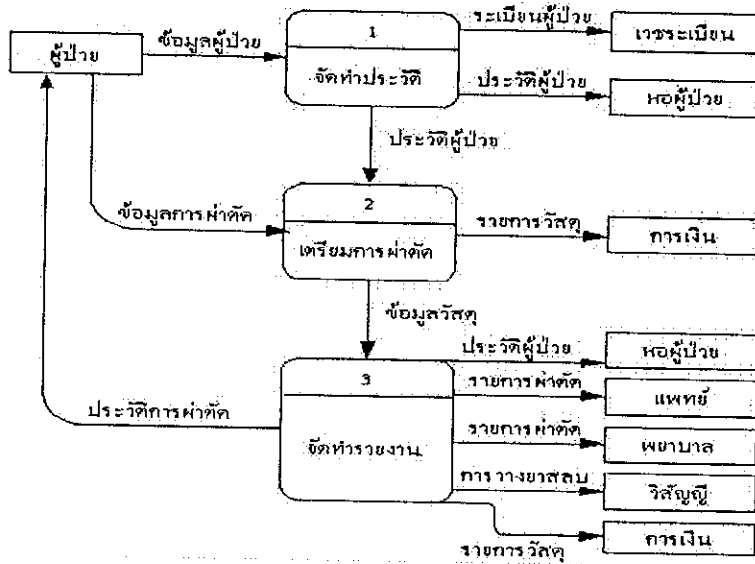 ผู้ป่วย
ข้อมูลผู้ป่วย
1
จัดทำประวัติ
ระเบียนผู้ป่วย
เวชระเบียน
ประวัติผู้ป่วย
หอผู้ป่วย
ประวัติผู้ป่วย
ข้อมูลการผ่าตัด
2
เตรียมการผ่าตัด
รายการวัสดุ
การเงิน
ข้อมูลวัสดุ
ประวัติผู้ป่วย
หอผู้ป่วย
3
จัดทำรายงาน
รายการผ่าตัด
แพทย์
ประวัติการผ่าตัด
รายการผ่าตัด
พยาบาล
การวางยาสลบ
วิสัญญี
รายการวัสดุ
การเงิน